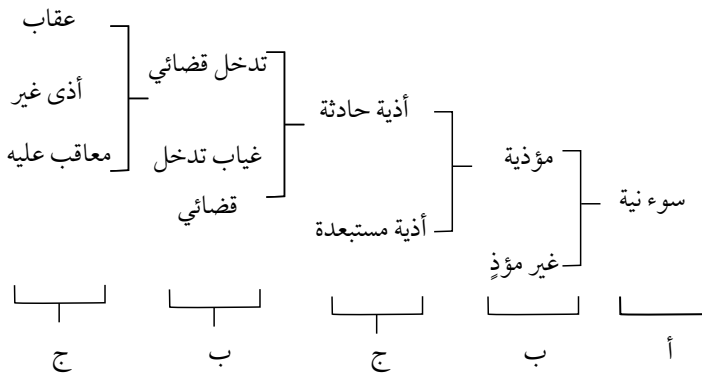 سوء نية
مؤذية
غير مؤذٍ
أذية حادثة
أذية مستبعدة
تدخل قضائي
غياب تدخل
قضائي
عقاب
أذى غير
معاقب عليه
أ
ب
ج
ب
ج